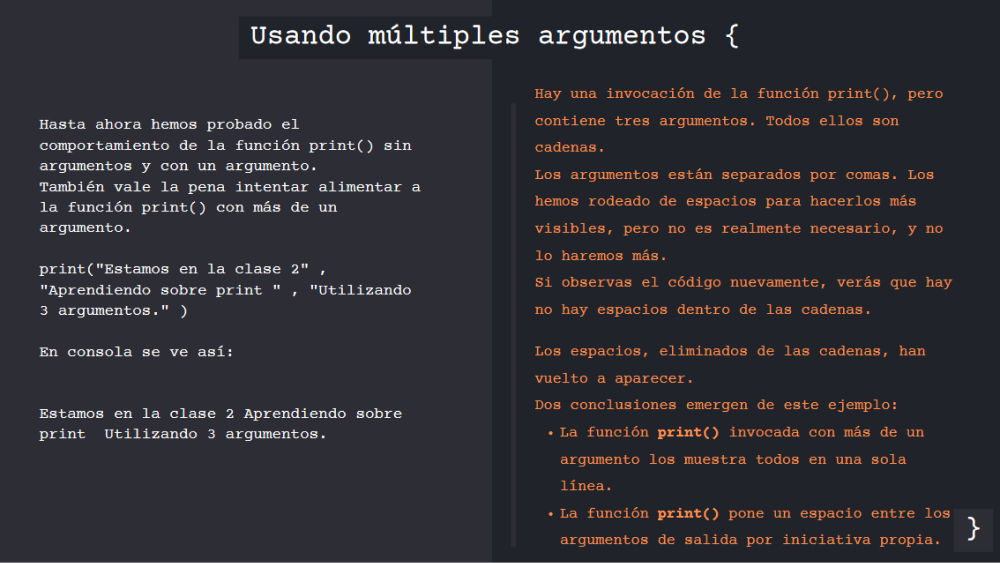 Usando múltiples argumentos {
Hasta ahora hemos probado el
comportamiento de la función print() sin
argumentos y con un argumento.
También vale la pena intentar alimentar a
la función print() con más de un
argumento.
print("Estamos en la clase 2" ,
"Aprendiendo sobre print " , "Utilizando
3 argumentos." )
En consola se ve así:
Estamos en la clase 2 Aprendiendo sobre
print  Utilizando 3 argumentos.
Hay una invocación de la función print(), pero
contiene tres argumentos. Todos ellos son
cadenas.
Los argumentos están separados por comas. Los
hemos rodeado de espacios para hacerlos más
visibles, pero no es realmente necesario, y no
lo haremos más.
Si observas el código nuevamente, verás que hay
no hay espacios dentro de las cadenas.
Los espacios, eliminados de las cadenas, han
vuelto a aparecer.
Dos conclusiones emergen de este ejemplo:
• La función print() invocada con más de un
argumento los muestra todos en una sola
línea.
• La función print() pone un espacio entre los
argumentos de salida por iniciativa propia.
}